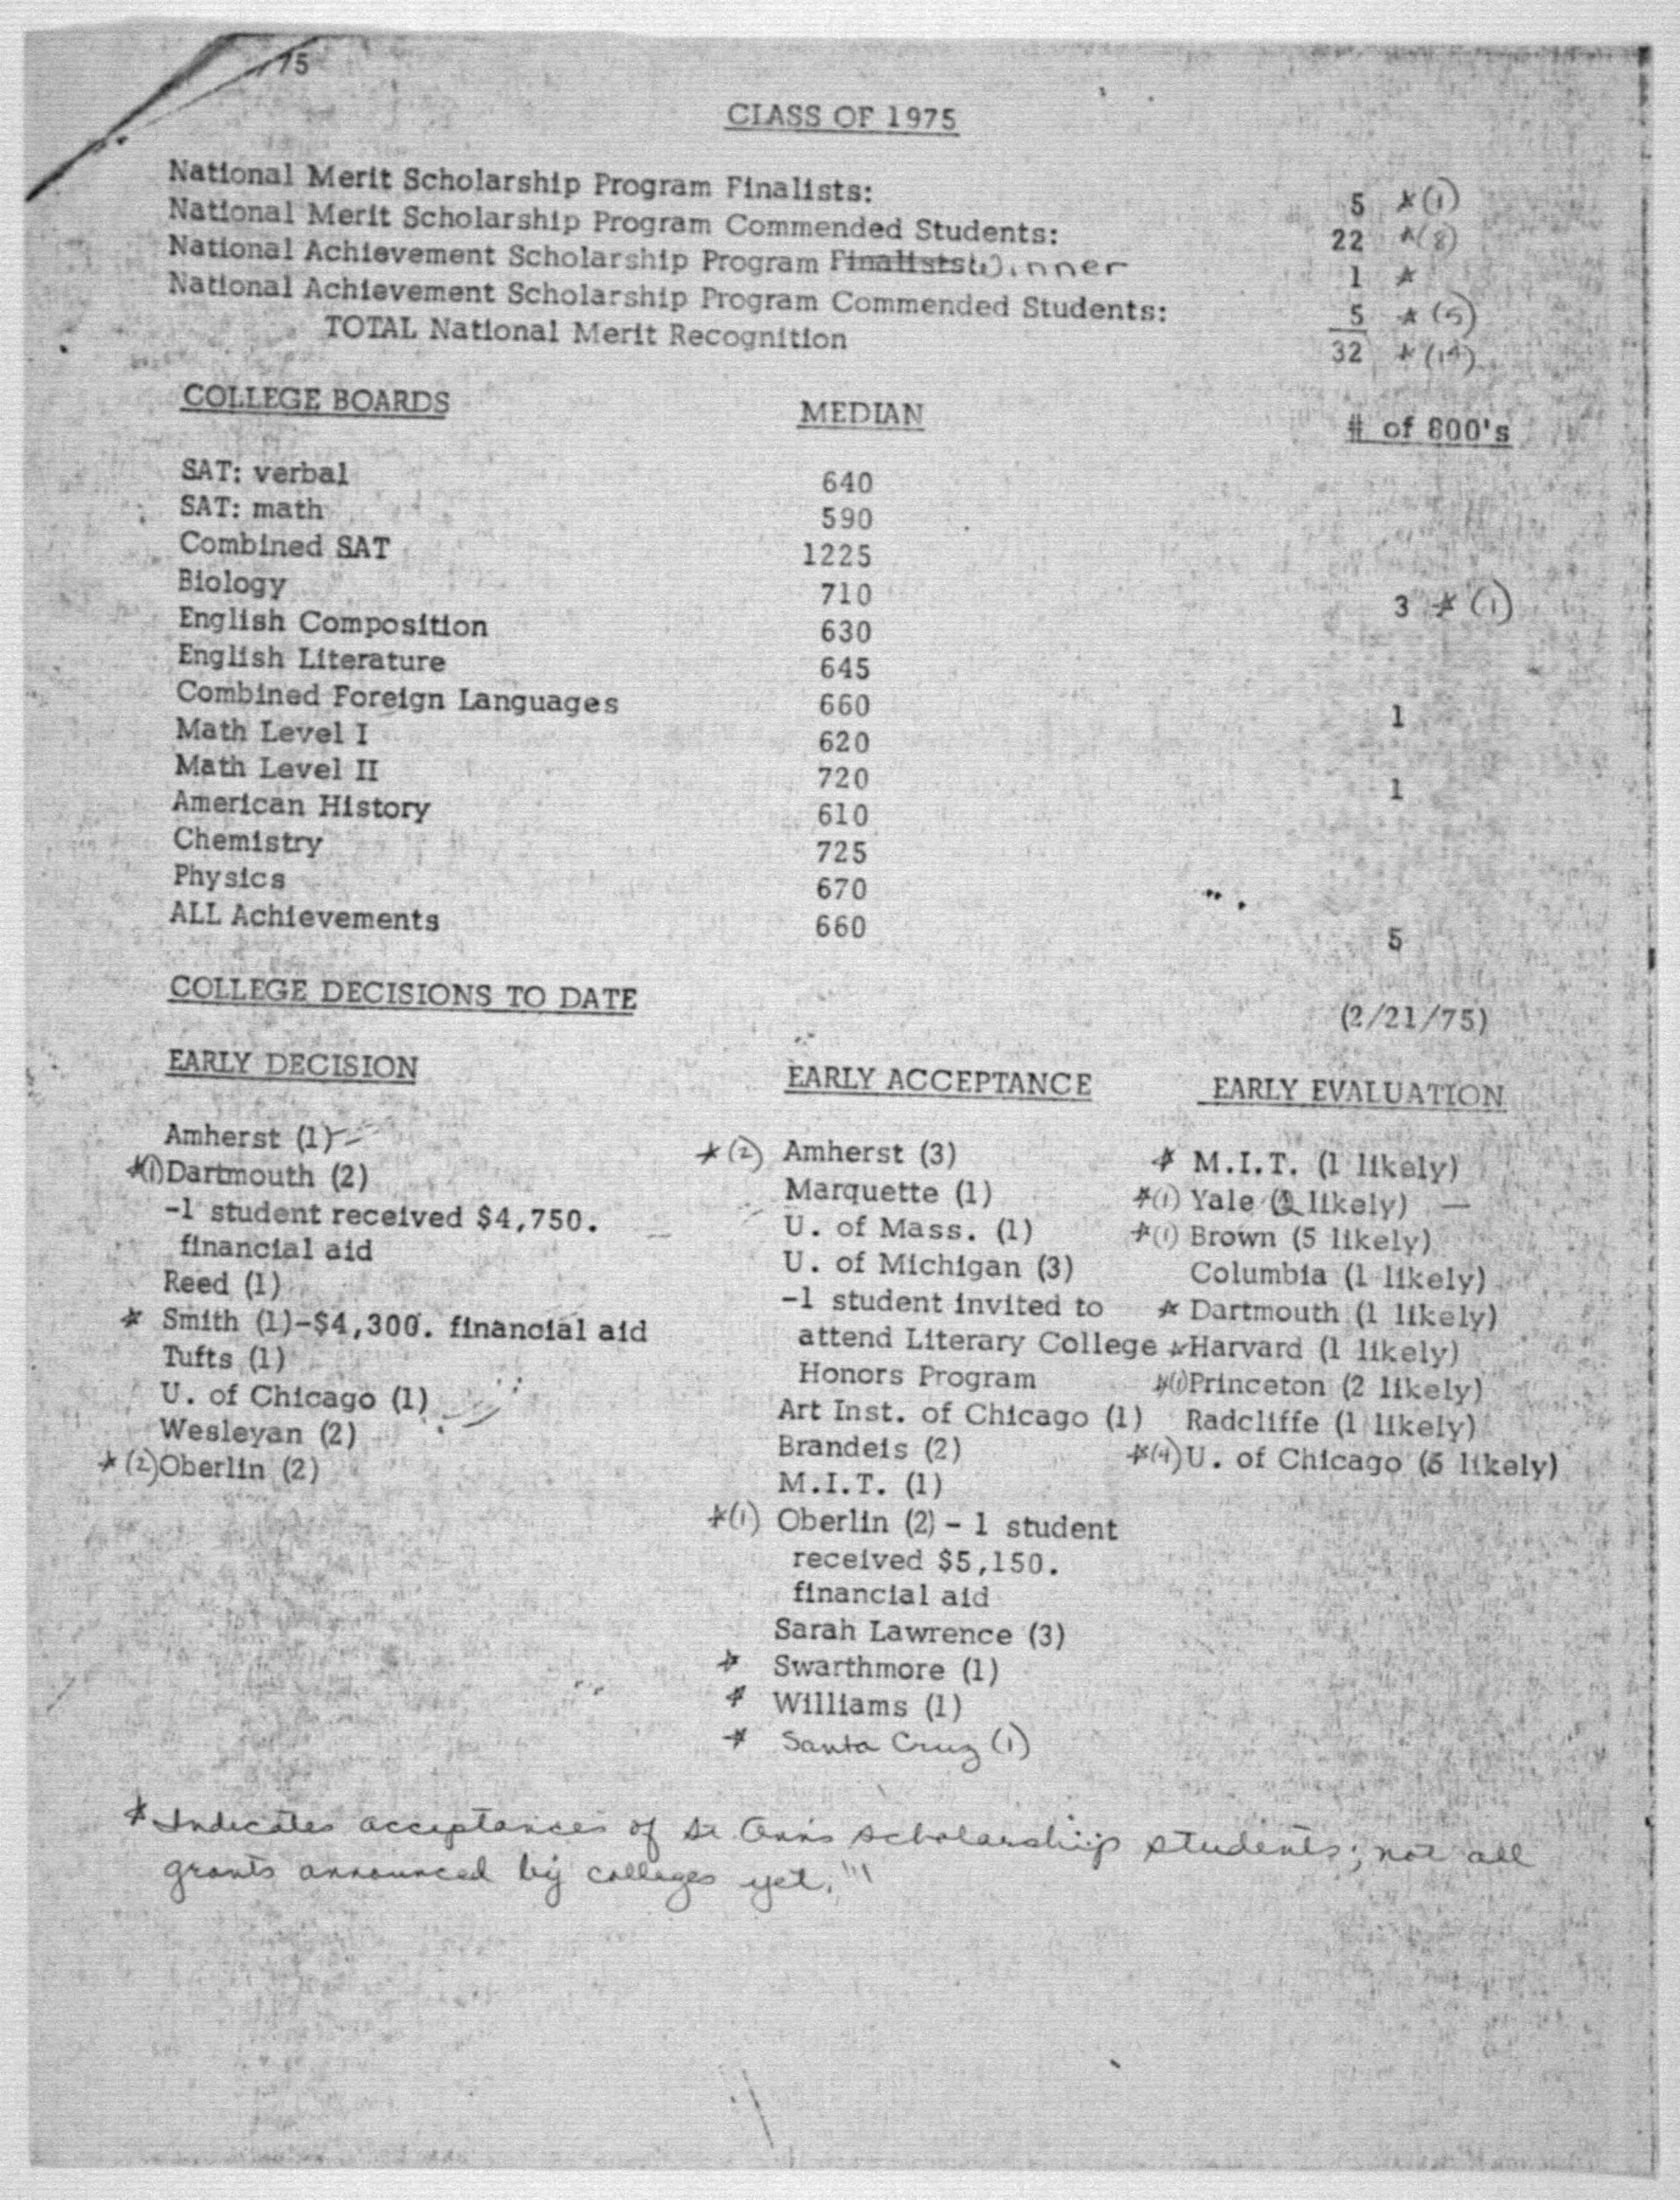 75
CLASS OF 1975
National Merit Scholarship Program Finalists: 5 *(1)
National Merit Scholarship Program Commended Students: 22 *(8)
National Achievement Scholarship Program Finalists Winner 1 *
National Achievement Scholarship Program Commended Students: 5 *(5)
TOTAL National Merit Recognition 32 *(14)
COLLEGE BOARDS MEDIAN # of 800's
SAT: verbal 640
SAT: math 590
Combined SAT 1225
Biology 710 3 *(1)
English Composition 630
English Literature 645
Combined Foreign Languages 660 1
Math Level I 620
Math Level II 720 1
American History 610
Chemistry 725
Physics 670
ALL Achievements 660 5
COLLEGE DECISIONS TO DATE (2/21/75)
EARLY DECISION
Amherst (1)
*(1) Dartmouth (2)
-1 student received $4,750.
financial aid
Reed (1)
* Smith (1)-$4,300. financial aid
Tufts (1)
U. of Chicago (1)
Wesleyan (2)
*(2) Oberlin (2)
EARLY ACCEPTANCE
*(2) Amherst (3)
Marquette (1)
U. of Mass. (1)
U. of Michigan (3)
-1 student invited to
attend Literary College
Honors Program
Art Inst. of Chicago (1)
Brandeis (2)
M.I.T. (1)
*(1) Oberlin (2) - 1 student
received $5,150.
financial aid
Sarah Lawrence (3)
* Swarthmore (1)
* Williams (1)
* Santa Cruz (1)
EARLY EVALUATION
* M.I.T. (1 likely)
*(1) Yale (2 likely) —
*(1) Brown (5 likely)
Columbia (1 likely)
* Dartmouth (1 likely)
* Harvard (1 likely)
*(1) Princeton (2 likely)
Radcliffe (1 likely)
*(4) U. of Chicago (6 likely)
* Indicates acceptances of St. Ann's scholarship students; not all
grants announced by colleges yet.